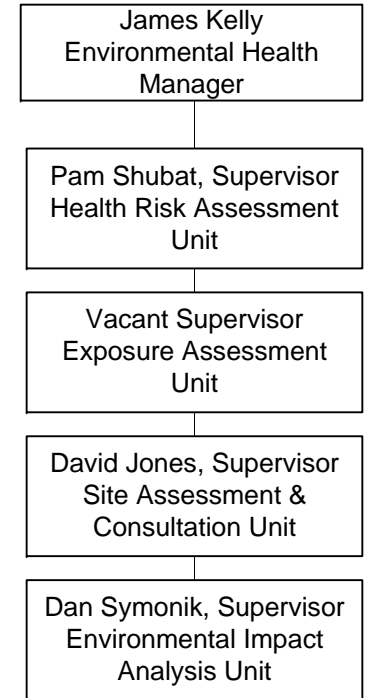 James Kelly
Environmental Health
Manager
Pam Shubat, Supervisor
Health Risk Assessment
Unit
Vacant Supervisor
Exposure Assessment
Unit
David Jones, Supervisor
Site Assessment &
Consultation Unit
Dan Symonik, Supervisor
Environmental Impact
Analysis Unit